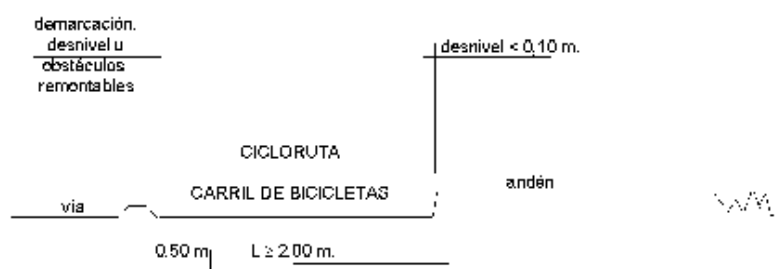 demarcación.
desnivel u
obstáculos
remontables
desnivel < 0,10 m.
CICLORUTA
CARRIL DE BICICLETAS
andén
vía
0.50 m
L ≥ 2.00 m.